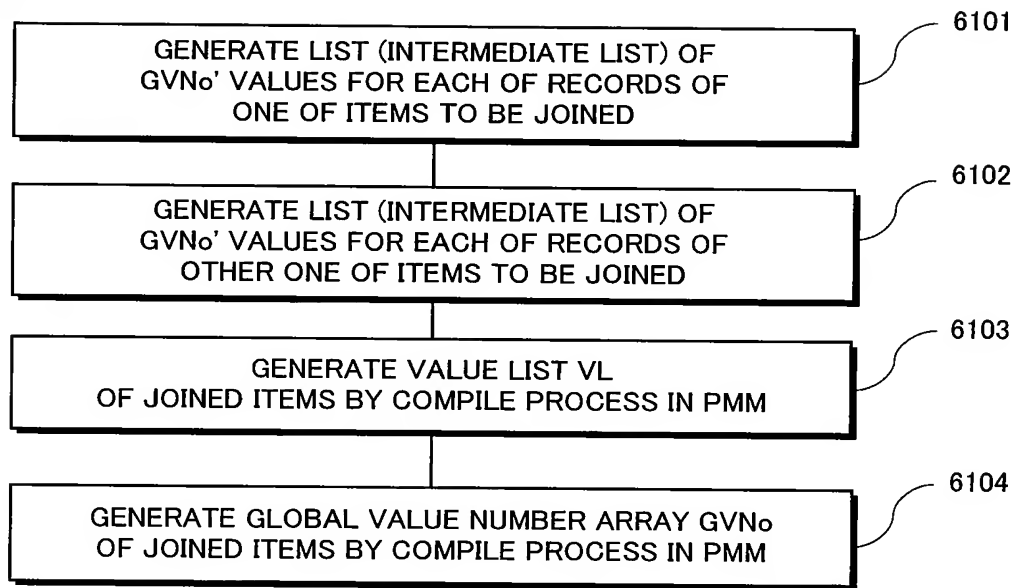 6101
GENERATE LIST (INTERMEDIATE LIST) OF
GVNo' VALUES FOR EACH OF RECORDS OF
ONE OF ITEMS TO BE JOINED
6102
GENERATE LIST (INTERMEDIATE LIST) OF
GVNo' VALUES FOR EACH OF RECORDS OF
OTHER ONE OF ITEMS TO BE JOINED
6103
GENERATE VALUE LIST VL
OF JOINED ITEMS BY COMPILE PROCESS IN PMM
6104
GENERATE GLOBAL VALUE NUMBER ARRAY GVNo
OF JOINED ITEMS BY COMPILE PROCESS IN PMM